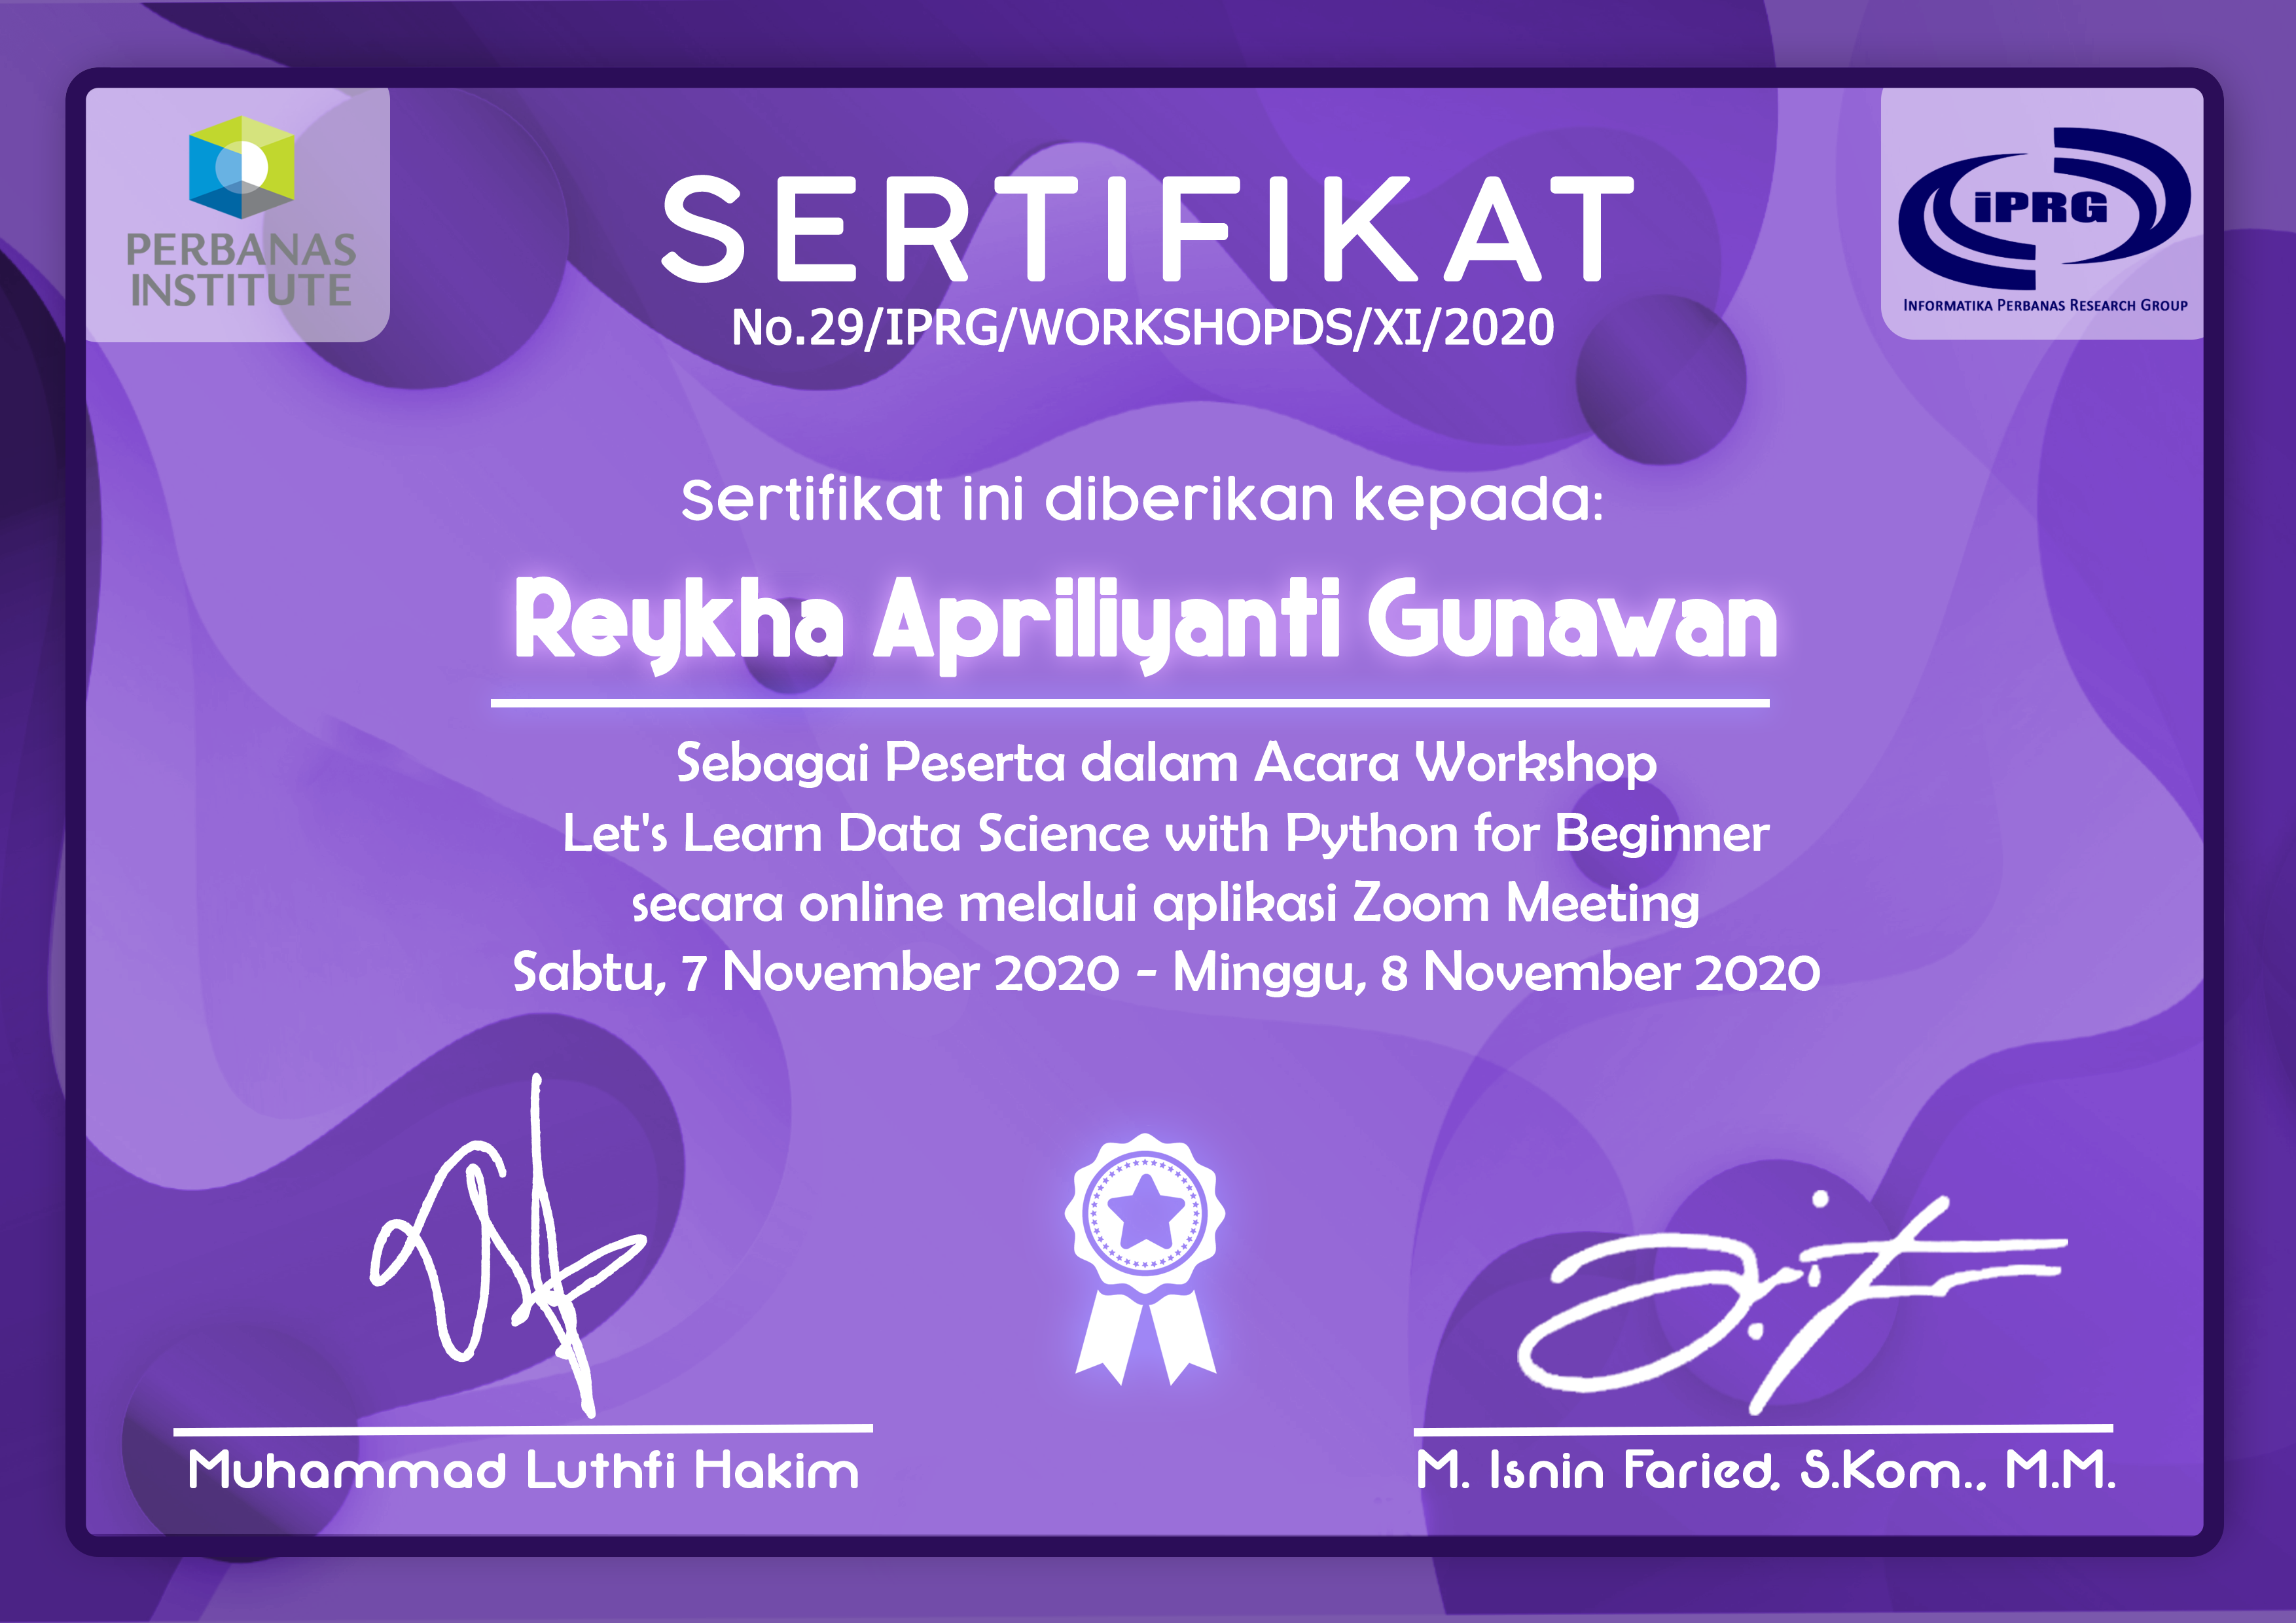 PERBANAS
INSTITUTE
iPRG
INFORMATIKA PERBANAS RESEARCH GROUP
SERTIFIKAT
No.29/IPRG/WORKSHOPDS/XI/2020
Sertifikat ini diberikan kepada:
Reykha Apriliyanti Gunawan
Sebagai Peserta dalam Acara Workshop
Let's Learn Data Science with Python for Beginner
secara online melalui aplikasi Zoom Meeting
Sabtu, 7 November 2020 - Minggu, 8 November 2020
Muhammad Luthfi Hakim
M. Isnin Faried, S.Kom., M.M.